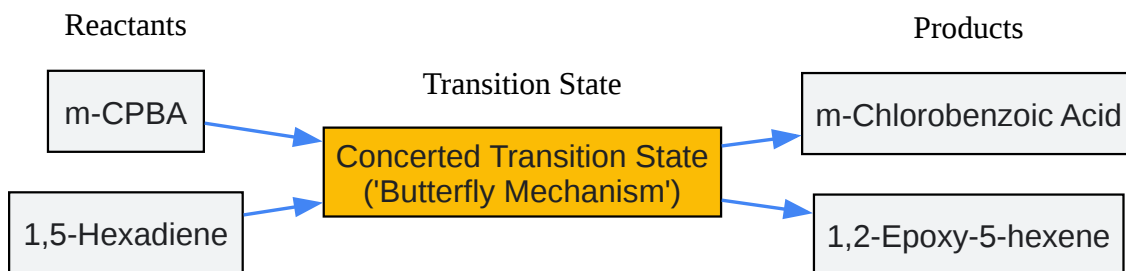 Reactants
Products
Transition State
m-CPBA
m-Chlorobenzoic Acid
Concerted Transition State
('Butterfly Mechanism')
1,5-Hexadiene
1,2-Epoxy-5-hexene